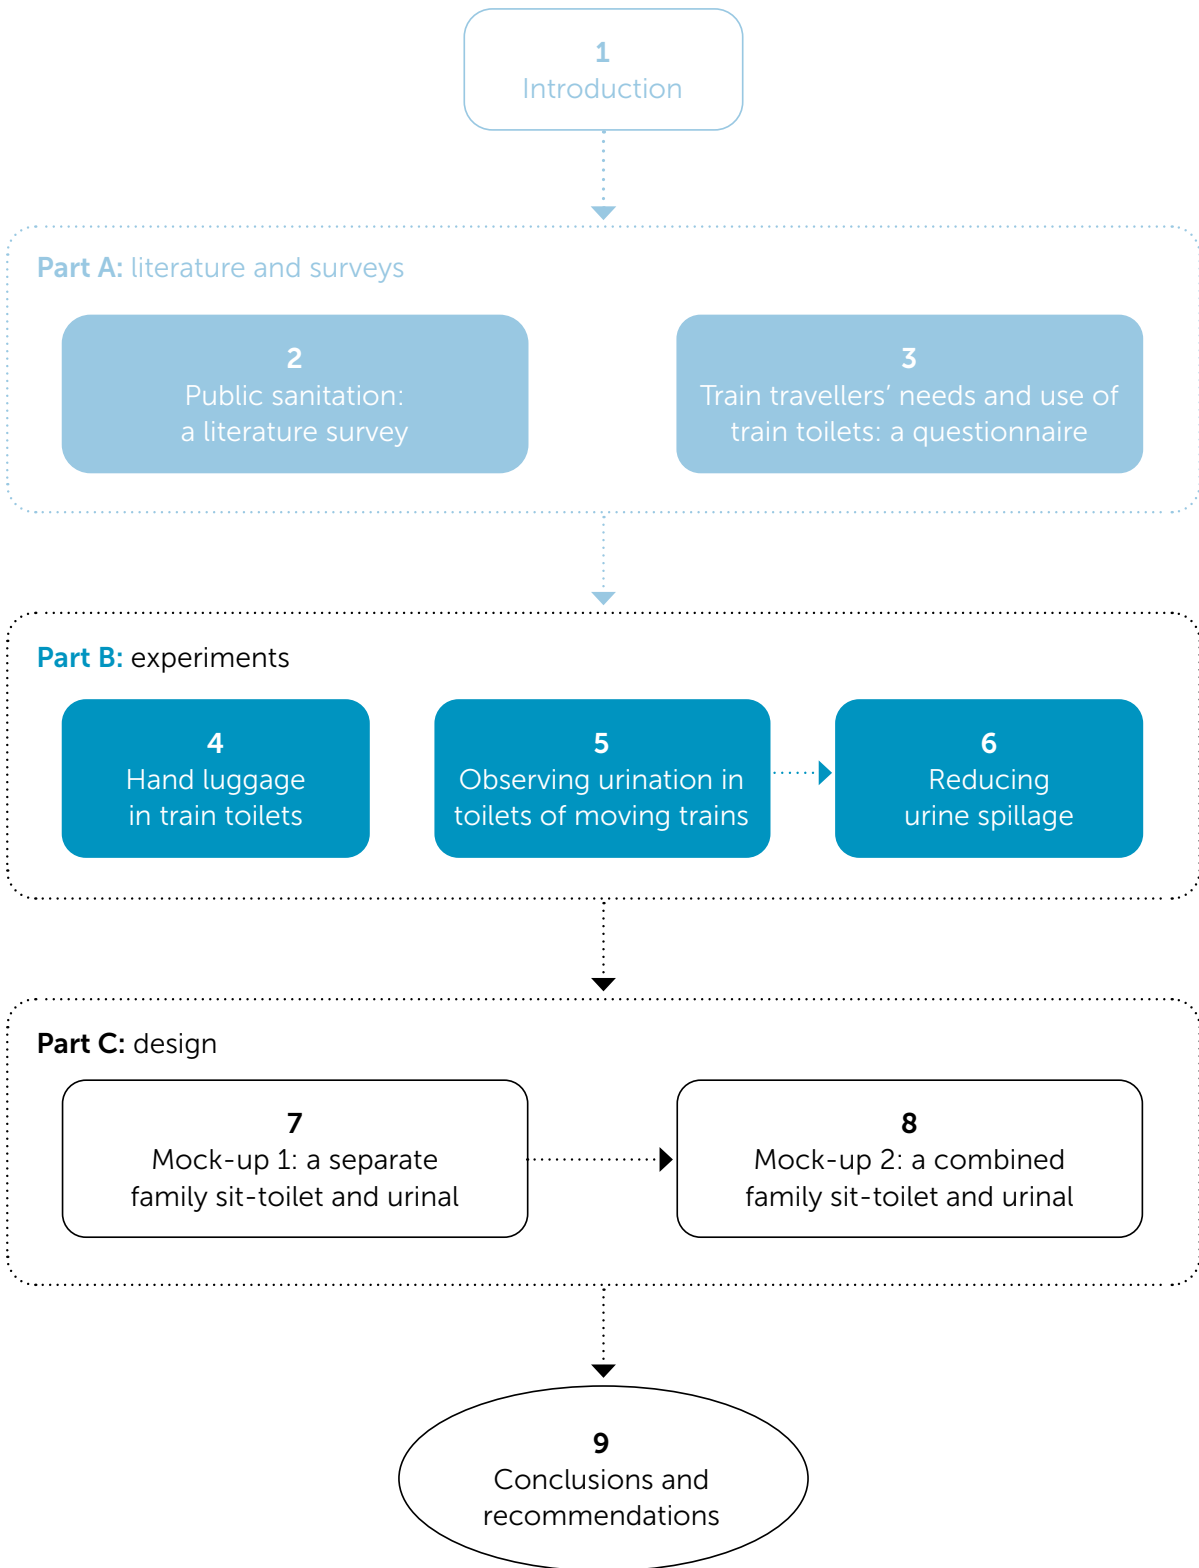 1
Introduction
Part A: literature and surveys
2
Public sanitation:
a literature survey
3
Train travellers’ needs and use of
train toilets: a questionnaire
Part B: experiments
4
Hand luggage
in train toilets
5
Observing urination in
toilets of moving trains
6
Reducing
urine spillage
Part C: design
7
Mock-up 1: a separate
family sit-toilet and urinal
8
Mock-up 2: a combined
family sit-toilet and urinal
9
Conclusions and
recommendations